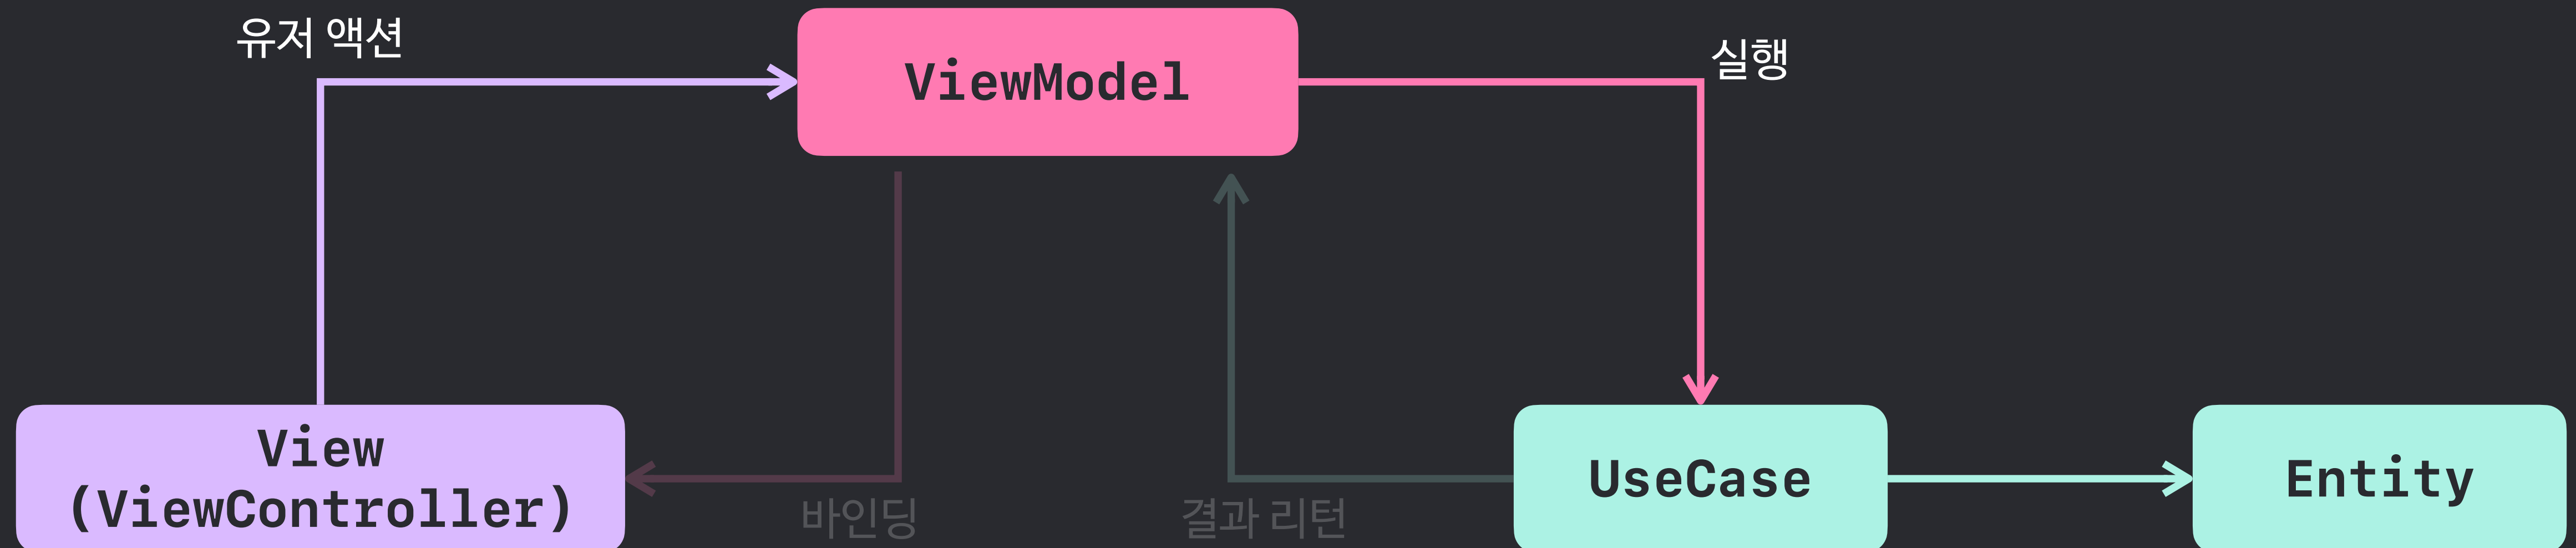 유저 액션
ViewModel
실행
View
(ViewController)
바인딩
결과 리턴
UseCase
Entity